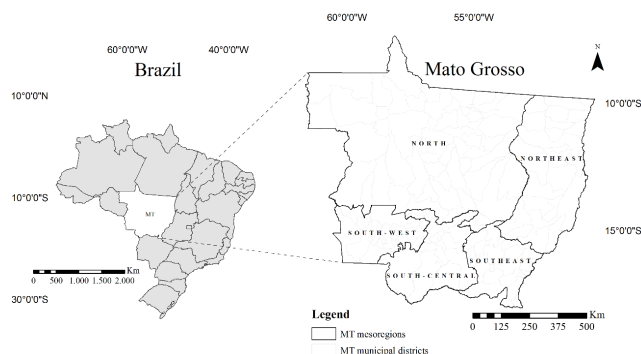 60°0'0"W 55°0'0"W
60°0'0"W 40°0'0"W
N
Brazil
Mato Grosso
10°0'0"N
10°0'0"S
NORTH
NORTHEAST
10°0'0"S
MT
SOUTH-WEST
15°0'0"S
SOUTHEAST
SOUTH-CENTRAL
Km
0 500 1.000 1.500 2.000
30°0'0"S
Legend
MT mesoregions
MT municipal districts
Km
0 125 250 375 500